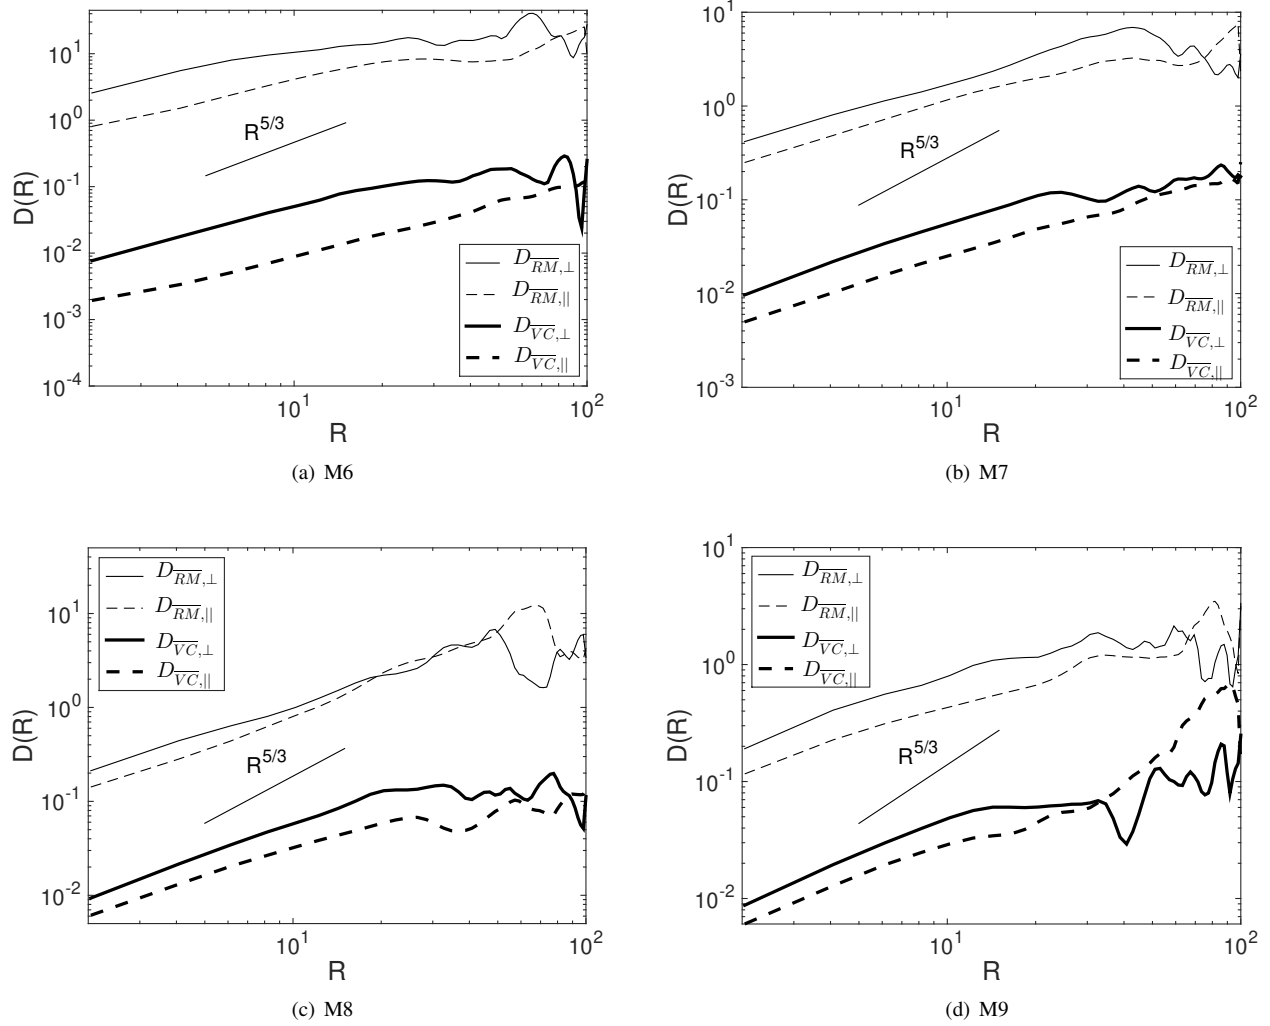 10^1
10^0
10^-1
10^-2
10^-3
10^-4
D(R)
R^5/3
D_RM,⊥
D_RM,||
D_VC,⊥
D_VC,||
10^1
10^2
R
(a) M6
10^1
10^0
10^-1
10^-2
10^-3
D(R)
R^5/3
D_RM,⊥
D_RM,||
D_VC,⊥
D_VC,||
10^1
10^2
R
(b) M7
D_RM,⊥
D_RM,||
D_VC,⊥
D_VC,||
10^1
10^0
10^-1
10^-2
D(R)
R^5/3
10^1
10^2
R
(c) M8
D_RM,⊥
D_RM,||
D_VC,⊥
D_VC,||
10^1
10^0
10^-1
10^-2
D(R)
R^5/3
10^1
10^2
R
(d) M9